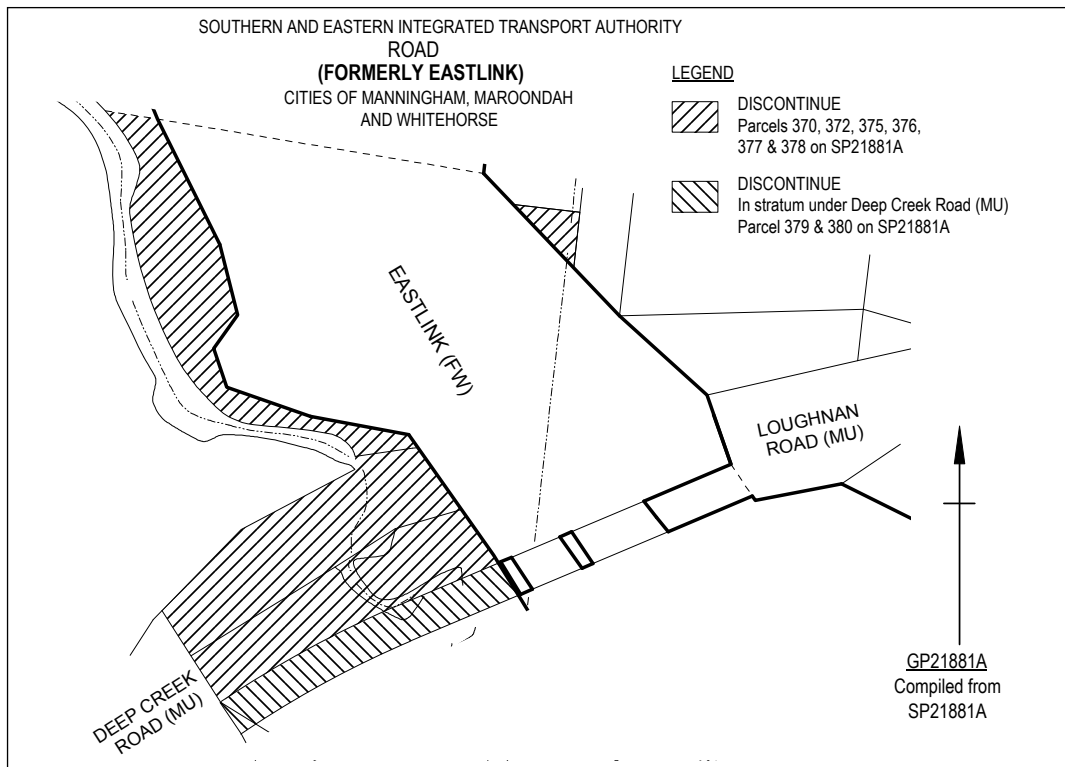 SOUTHERN AND EASTERN INTEGRATED TRANSPORT AUTHORITY
ROAD
(FORMERLY EASTLINK)
CITIES OF MANNINGHAM, MAROONDAH
AND WHITEHORSE
LEGEND
DISCONTINUE
Parcels 370, 372, 375, 376,
377 & 378 on SP21881A
DISCONTINUE
In stratum under Deep Creek Road (MU)
Parcel 379 & 380 on SP21881A
EASTLINK (FW)
LOUGHNAN
ROAD (MU)
DEEP CREEK
ROAD (MU)
GP21881A
Compiled from
SP21881A